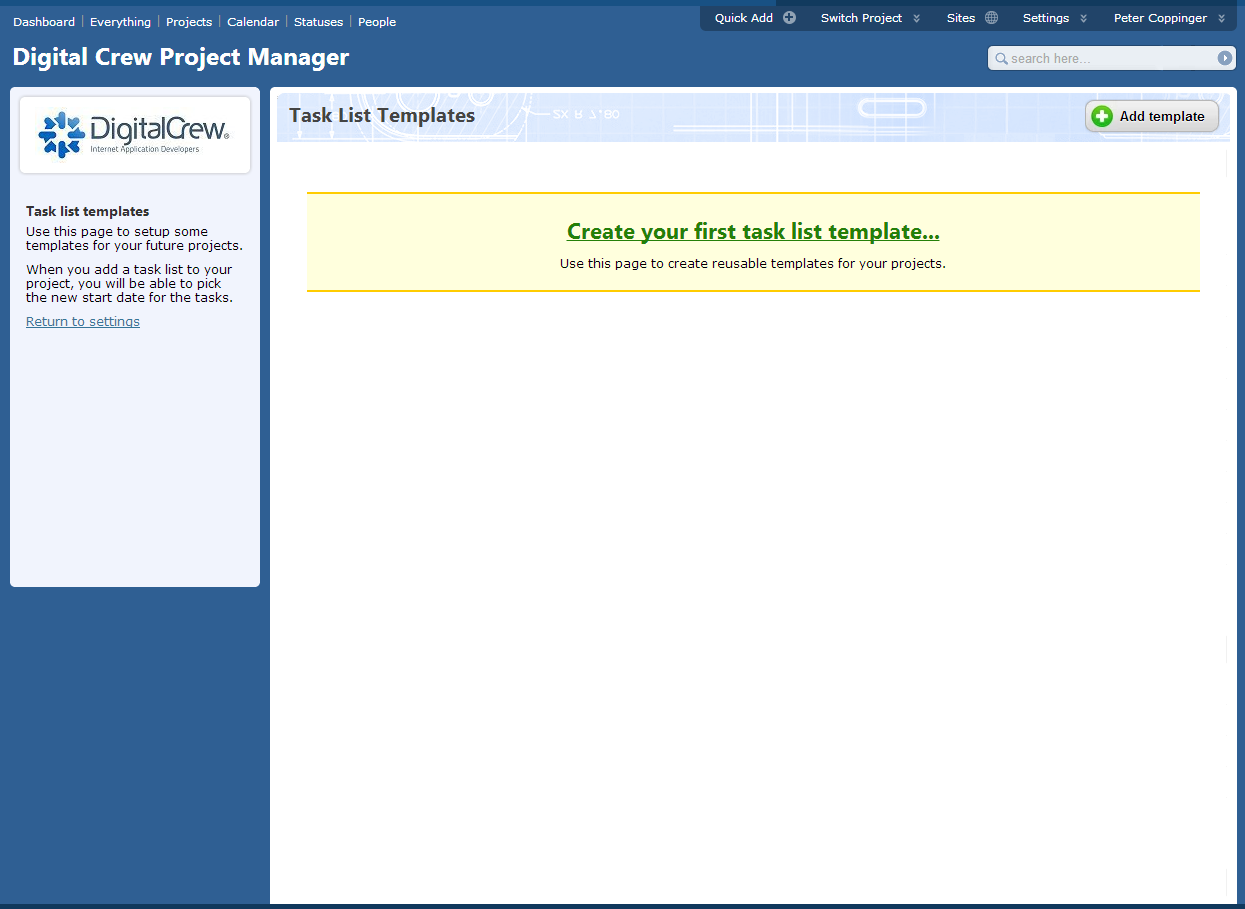 Dashboard | Everything | Projects | Calendar | Statuses | People
Quick Add Switch Project Sites Settings Peter Coppinger
Digital Crew Project Manager
search here...
DigitalCrew®
Internet Application Developers
Task list templates
Use this page to setup some
templates for your future projects.
When you add a task list to your
project, you will be able to pick
the new start date for the tasks.
Return to settings
Task List Templates
Add template
Create your first task list template...
Use this page to create reusable templates for your projects.